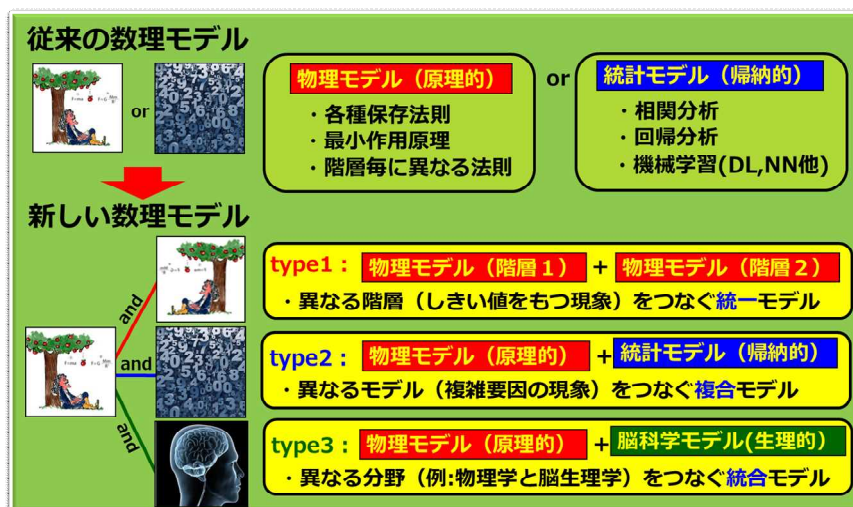 従来の数理モデル
or
物理モデル(原理的)
・各種保存法則
・最小作用原理
・階層毎に異なる法則
or
統計モデル(帰納的)
・相関分析
・回帰分析
・機械学習(DL,NN他)
新しい数理モデル
and
and
and
type1: 物理モデル(階層1) + 物理モデル(階層2)
・異なる階層(しきい値をもつ現象)をつなぐ統一モデル
type2: 物理モデル(原理的) + 統計モデル(帰納的)
・異なるモデル(複雑要因の現象)をつなぐ複合モデル
type3: 物理モデル(原理的) + 脳科学モデル(生理的)
・異なる分野(例:物理学と脳生理学)をつなぐ統合モデル